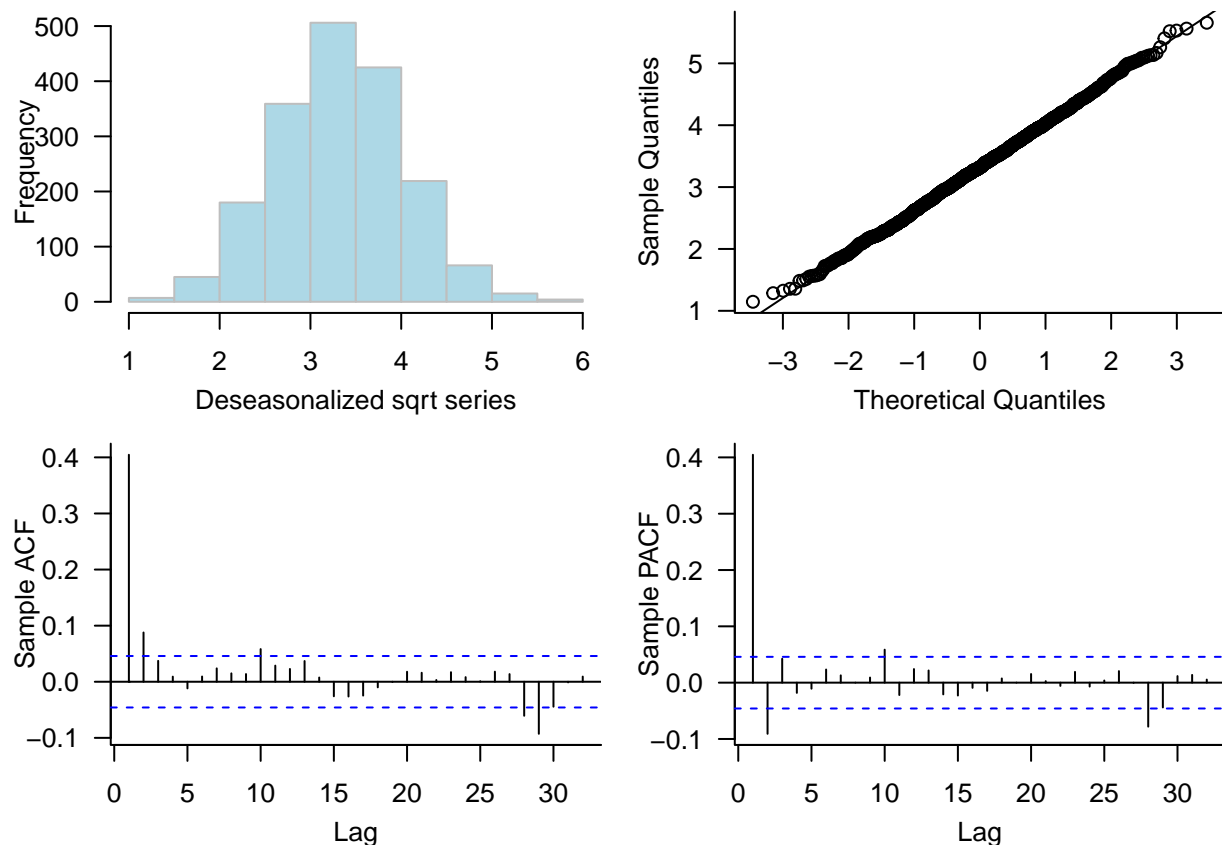 Frequency
500
400
300
200
100
0
1 2 3 4 5 6
Deseasonalized sqrt series
Sample Quantiles
5
4
3
2
1
−3 −2 −1 0 1 2 3
Theoretical Quantiles
Sample ACF
0.4
0.3
0.2
0.1
0.0
−0.1
0 5 10 15 20 25 30
Lag
Sample PACF
0.4
0.3
0.2
0.1
0.0
−0.1
0 5 10 15 20 25 30
Lag